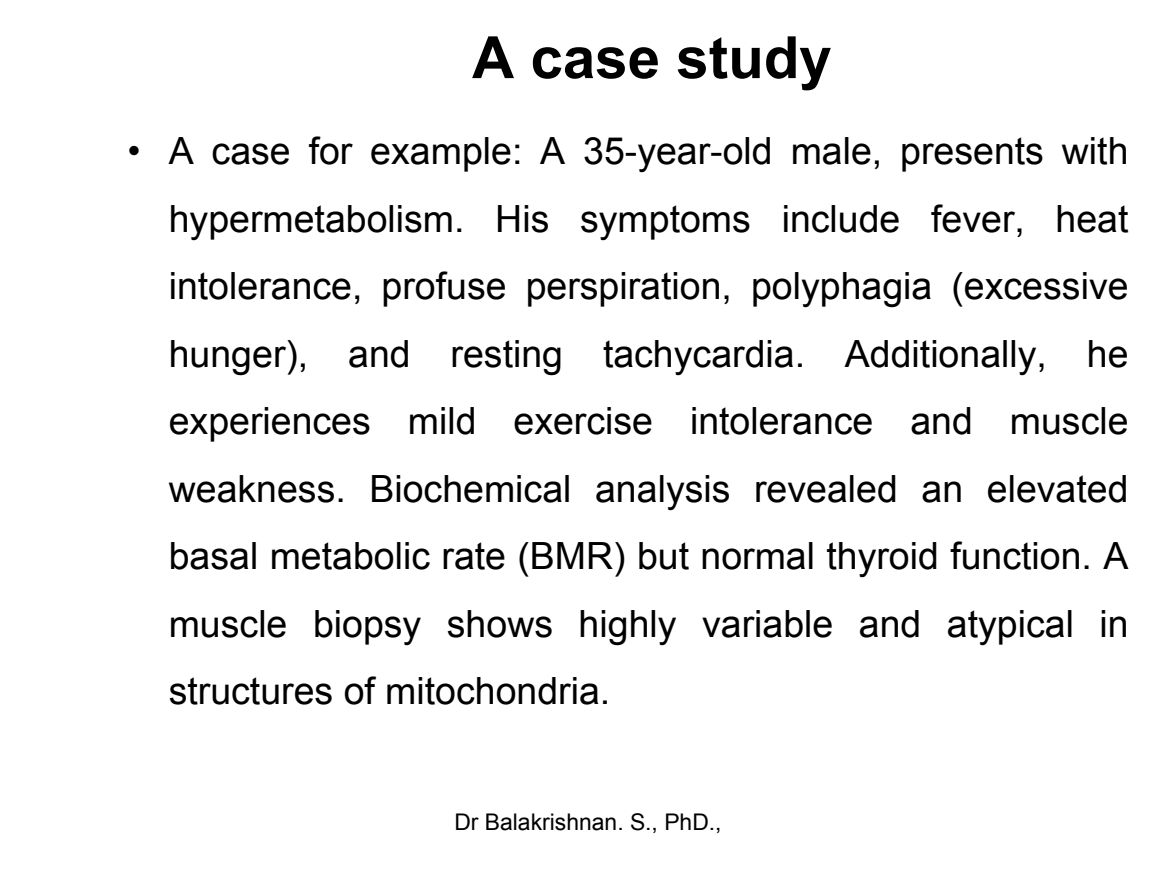 A case study
• A case for example: A 35-year-old male, presents with
hypermetabolism. His symptoms include fever, heat
intolerance, profuse perspiration, polyphagia (excessive
hunger), and resting tachycardia. Additionally, he
experiences mild exercise intolerance and muscle
weakness. Biochemical analysis revealed an elevated
basal metabolic rate (BMR) but normal thyroid function. A
muscle biopsy shows highly variable and atypical in
structures of mitochondria.
Dr Balakrishnan. S., PhD.,